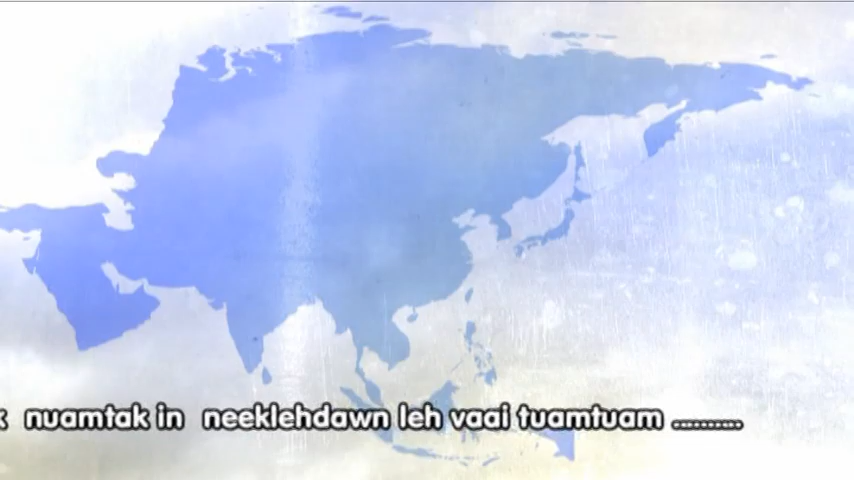 nuamtak in neeklehdawn leh vaai tuamtuam .........